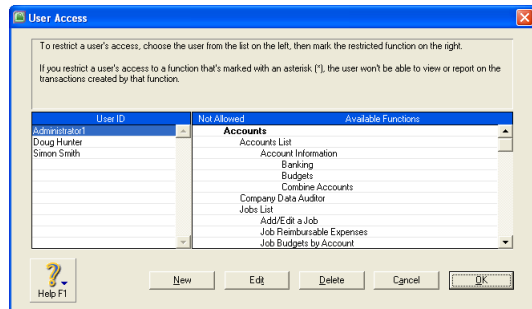 User Access
To restrict a user's access, choose the user from the list on the left, then mark the restricted function on the right.
If you restrict a user's access to a function that's marked with an asterisk (*), the user won't be able to view or report on the
transactions created by that function.
User ID
Administrator1
Doug Hunter
Simon Smith
Not Allowed Available Functions
Accounts
Accounts List
Account Information
Banking
Budgets
Combine Accounts
Company Data Auditor
Jobs List
Add/Edit a Job
Job Reimbursable Expenses
Job Budgets by Account
Help F1
New
Edit
Delete
Cancel
OK